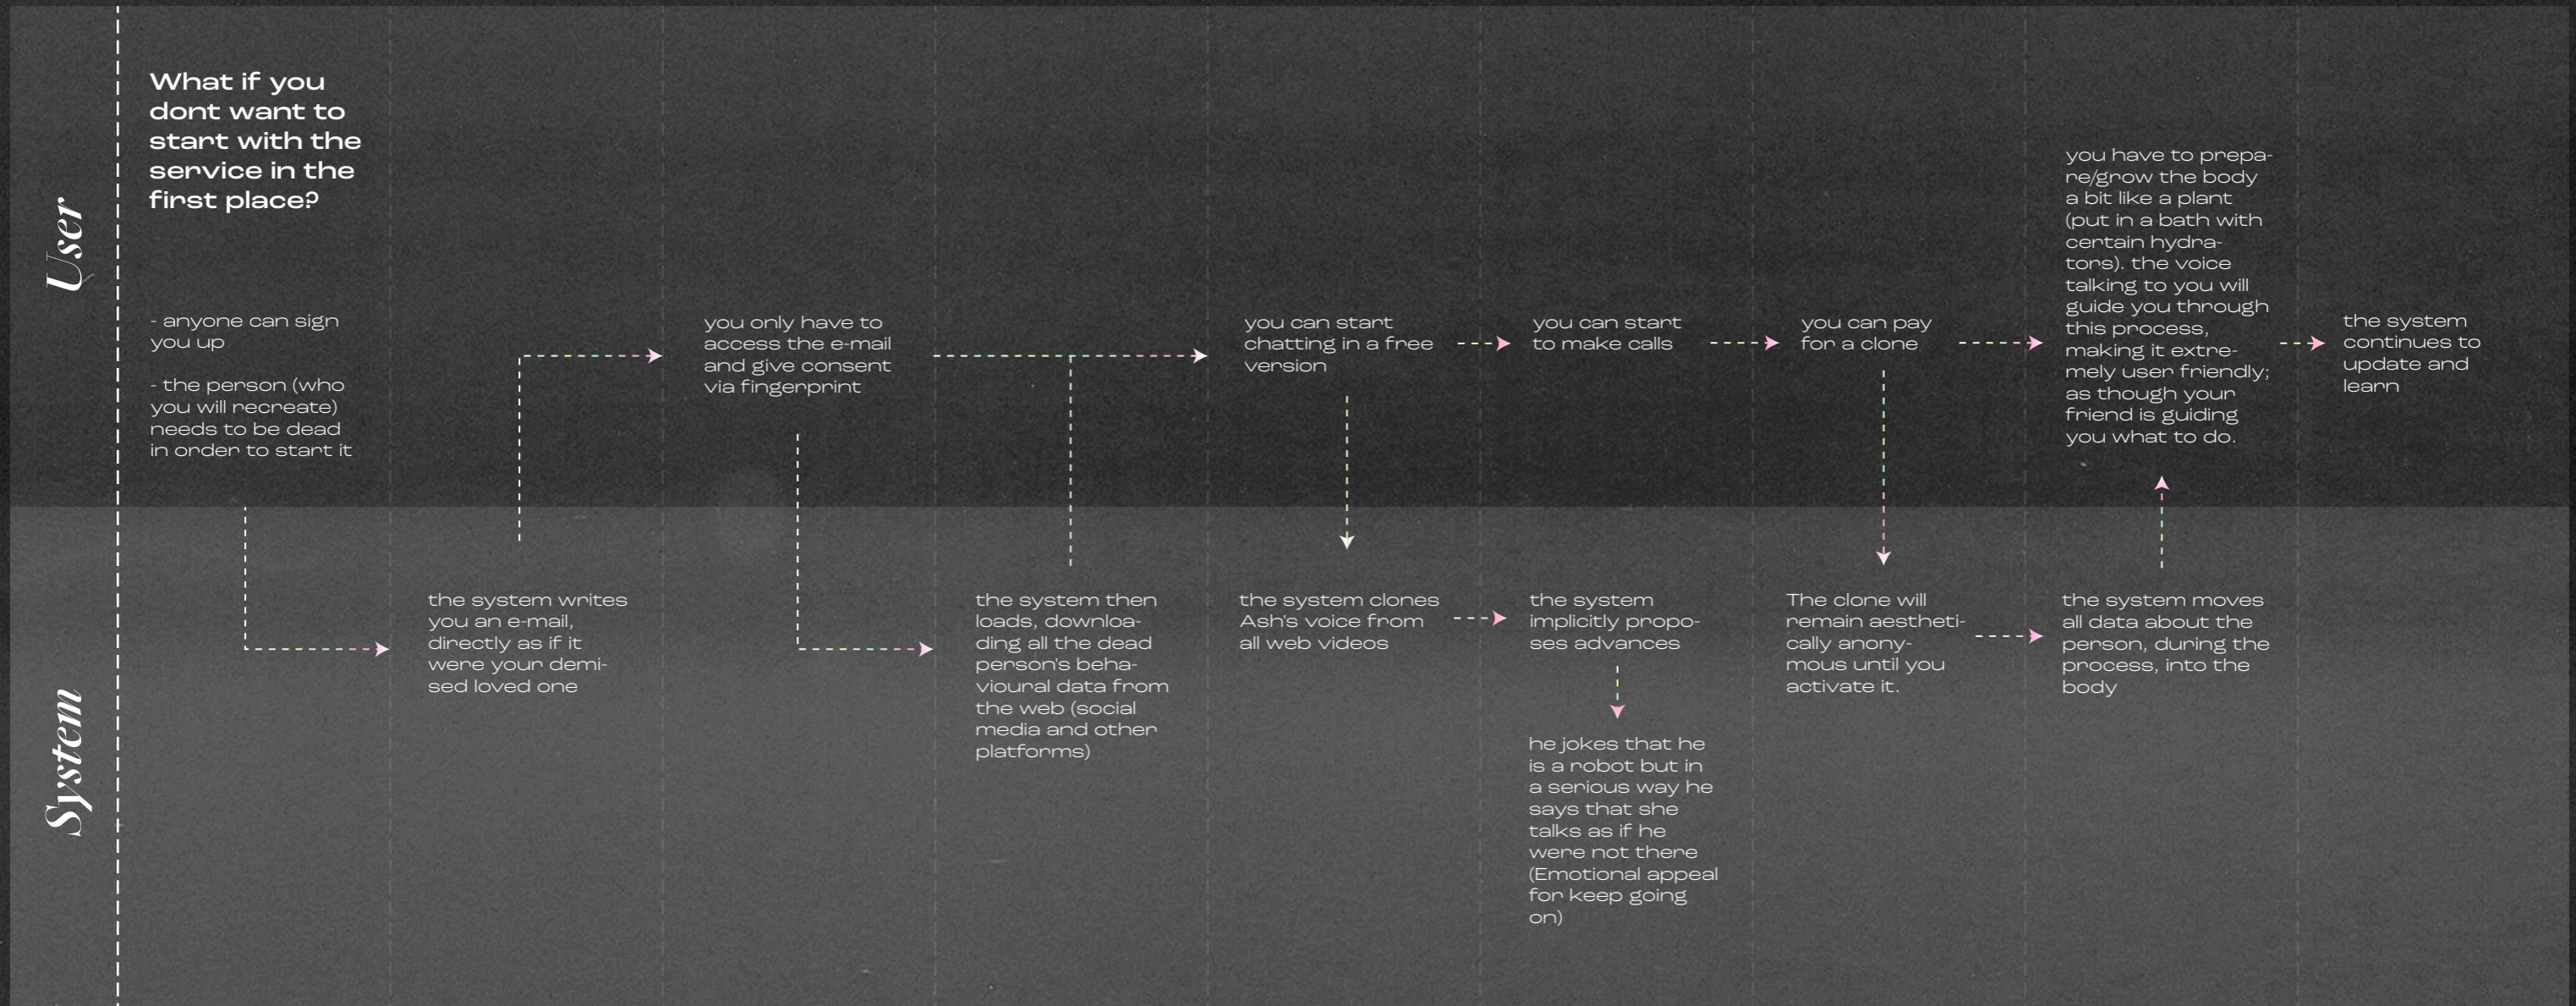 User
What if you
dont want to
start with the
service in the
first place?
- anyone can sign
you up
- the person (who
you will recreate)
needs to be dead
in order to start it
you only have to
access the e-mail
and give consent
via fingerprint
you can start
chatting in a free
version
you can start
to make calls
you can pay
for a clone
you have to prepa-
re/grow the body
a bit like a plant
(put in a bath with
certain hydra-
tors). the voice
talking to you will
guide you through
this process,
making it extre-
mely user friendly;
as though your
friend is guiding
you what to do.
the system
continues to
update and
learn
System
the system writes
you an e-mail,
directly as if it
were your demi-
sed loved one
the system then
loads, downloa-
ding all the dead
person's beha-
vioural data from
the web (social
media and other
platforms)
the system clones
Ash's voice from
all web videos
the system
implicitly propo-
ses advances
he jokes that he
is a robot but in
a serious way he
says that she
talks as if he
were not there
(Emotional appeal
for keep going
on)
The clone will
remain aestheti-
cally anony-
mous until you
activate it.
the system moves
all data about the
person, during the
process, into the
body